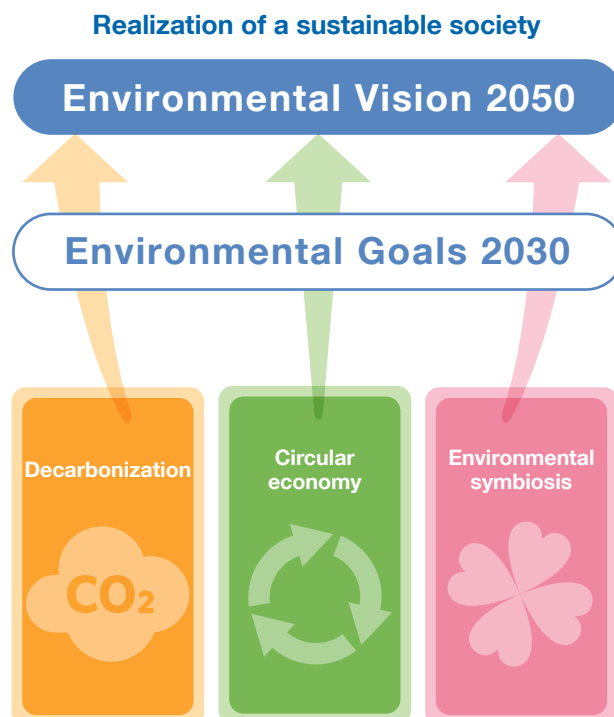 Realization of a sustainable society
Environmental Vision 2050
Environmental Goals 2030
Decarbonization
Circular
economy
Environmental
symbiosis
CO₂